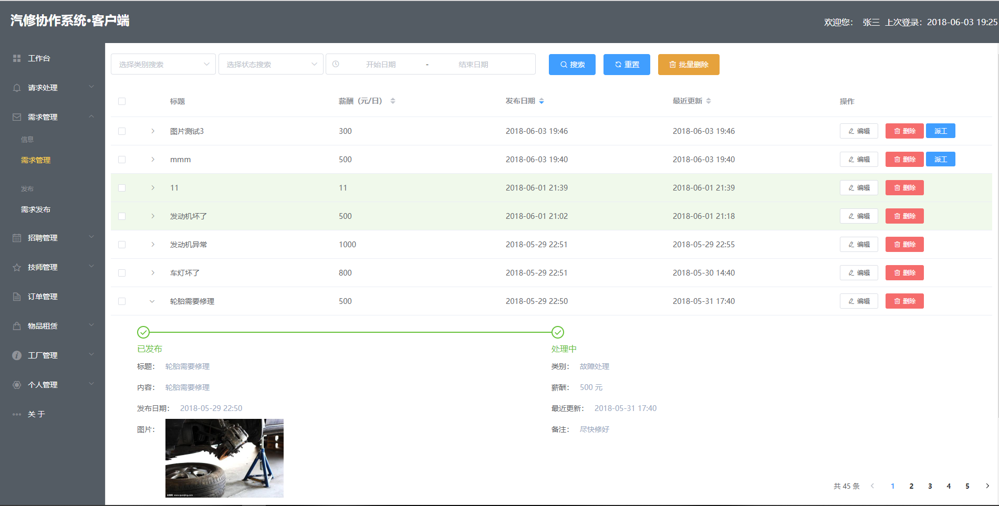 汽修协作系统•客户端
欢迎您： 张三 上次登录：2018-06-03 19:25
工作台
请求处理
需求管理
信息
需求管理
发布
需求发布
招聘管理
技师管理
订单管理
物品租赁
工厂管理
个人管理
关 于
选择类别搜索 选择状态搜索 开始日期 - 结束日期 搜索 重置 批量删除
标题 薪酬（元/日） 发布日期 最近更新 操作
图片测试3 300 2018-06-03 19:46 2018-06-03 19:46 编辑 删除 派工
mmm 500 2018-06-03 19:40 2018-06-03 19:40 编辑 删除 派工
11 11 2018-06-01 21:39 2018-06-01 21:39 编辑 删除
发动机坏了 500 2018-06-01 21:02 2018-06-01 21:18 编辑 删除
发动机异常 1000 2018-05-29 22:51 2018-05-29 22:55 编辑 删除
车灯坏了 800 2018-05-29 22:51 2018-05-30 14:40 编辑 删除
轮胎需要修理 500 2018-05-29 22:50 2018-05-31 17:40 编辑 删除
已发布 处理中
标题： 轮胎需要修理 类别： 故障处理
内容： 轮胎需要修理 薪酬： 500 元
发布日期： 2018-05-29 22:50 最近更新： 2018-05-31 17:40
图片： 备注： 尽快修好
www.quanjing.com
共 45 条 1 2 3 4 5